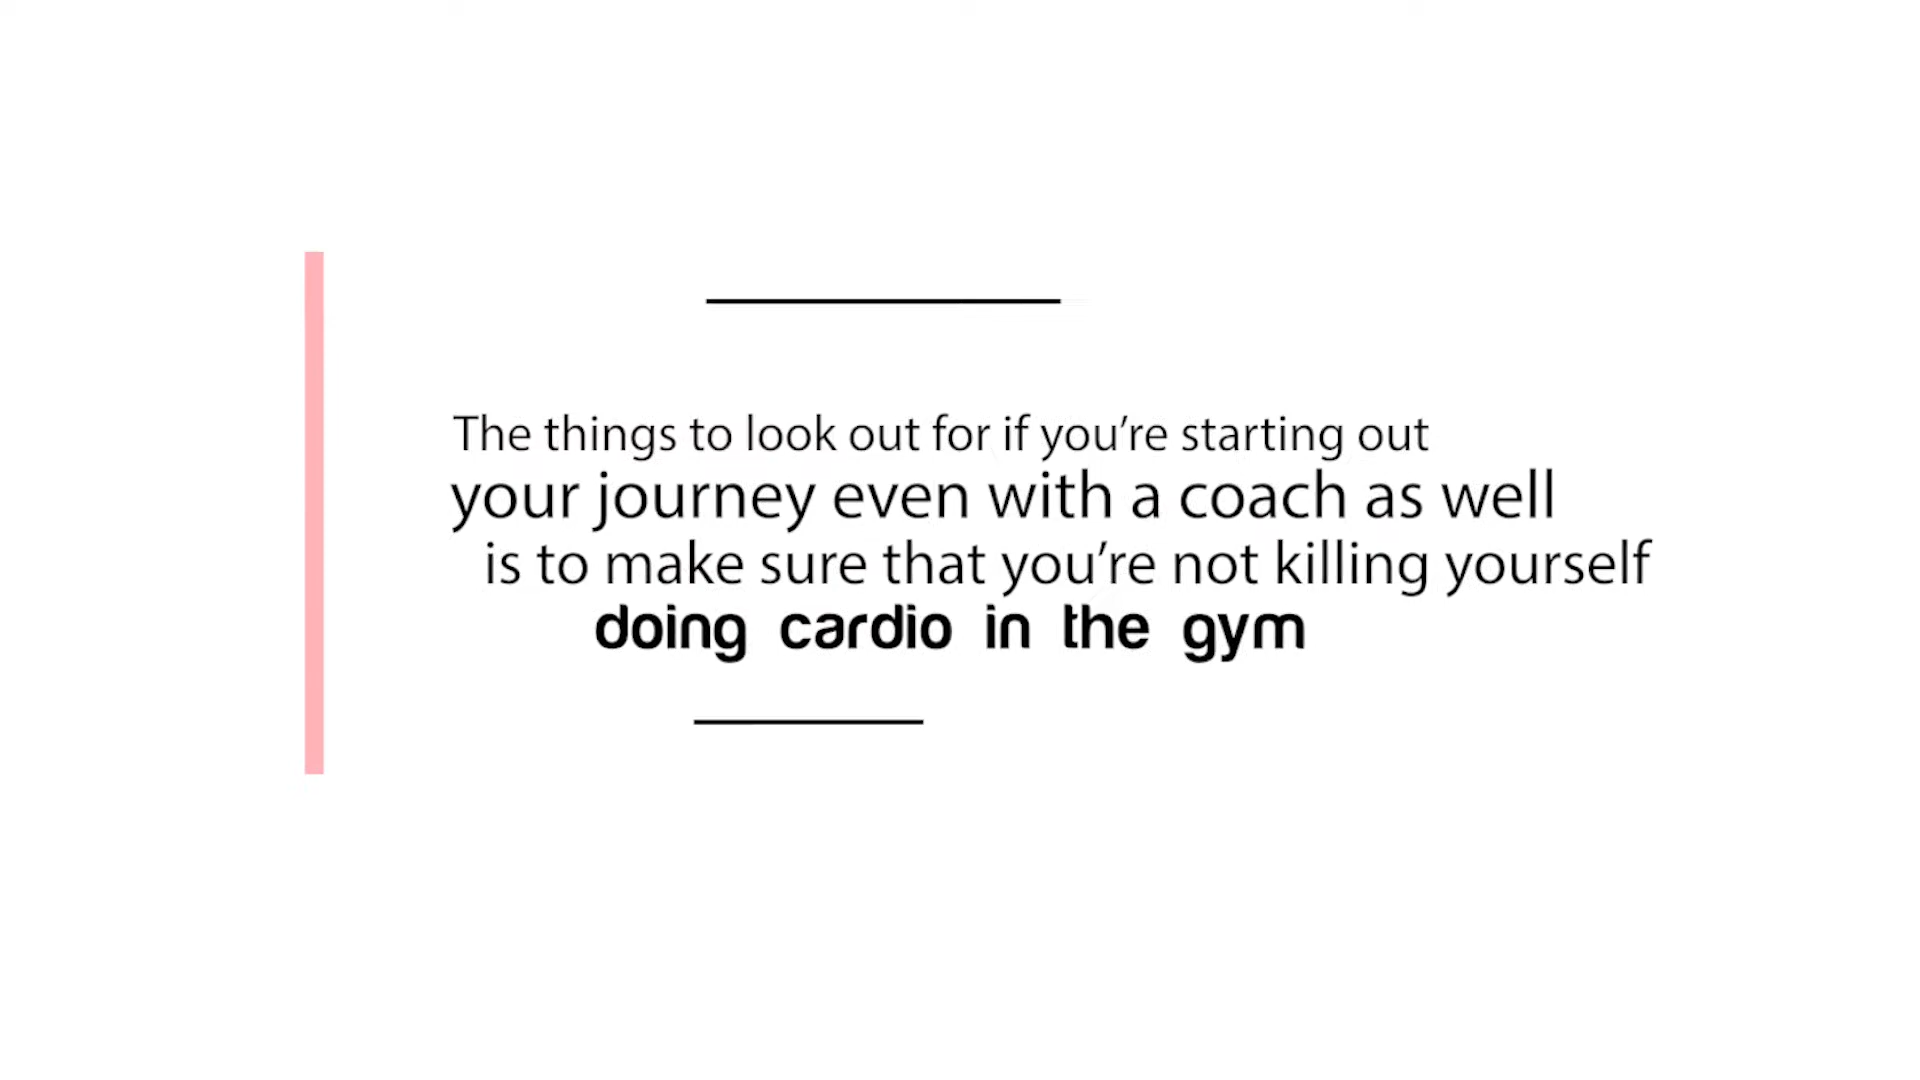 The things to look out for if you’re starting out
your journey even with a coach as well
is to make sure that you’re not killing yourself
doing cardio in the gym